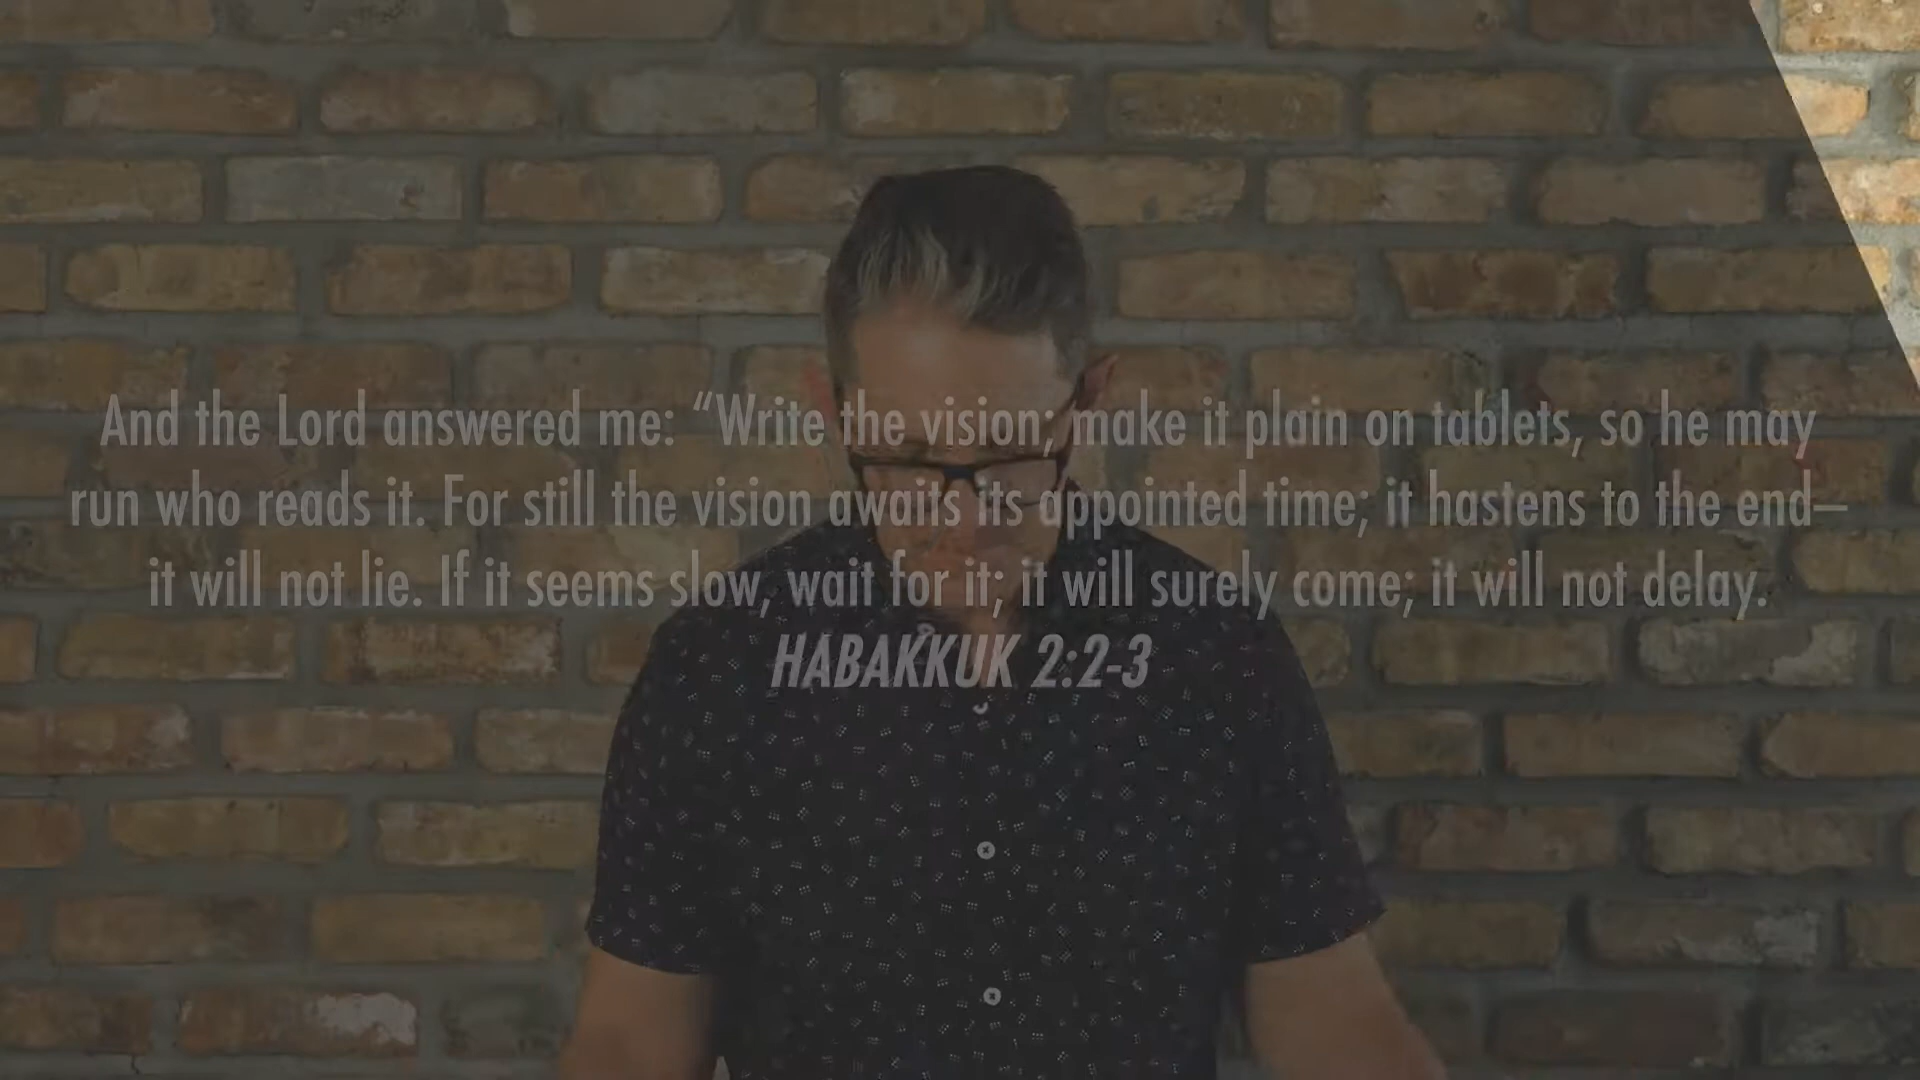 And the Lord answered me: “Write the vision; make it plain on tablets, so he may
run who reads it. For still the vision awaits its appointed time; it hastens to the end—
it will not lie. If it seems slow, wait for it; it will surely come; it will not delay.
HABAKKUK 2:2-3